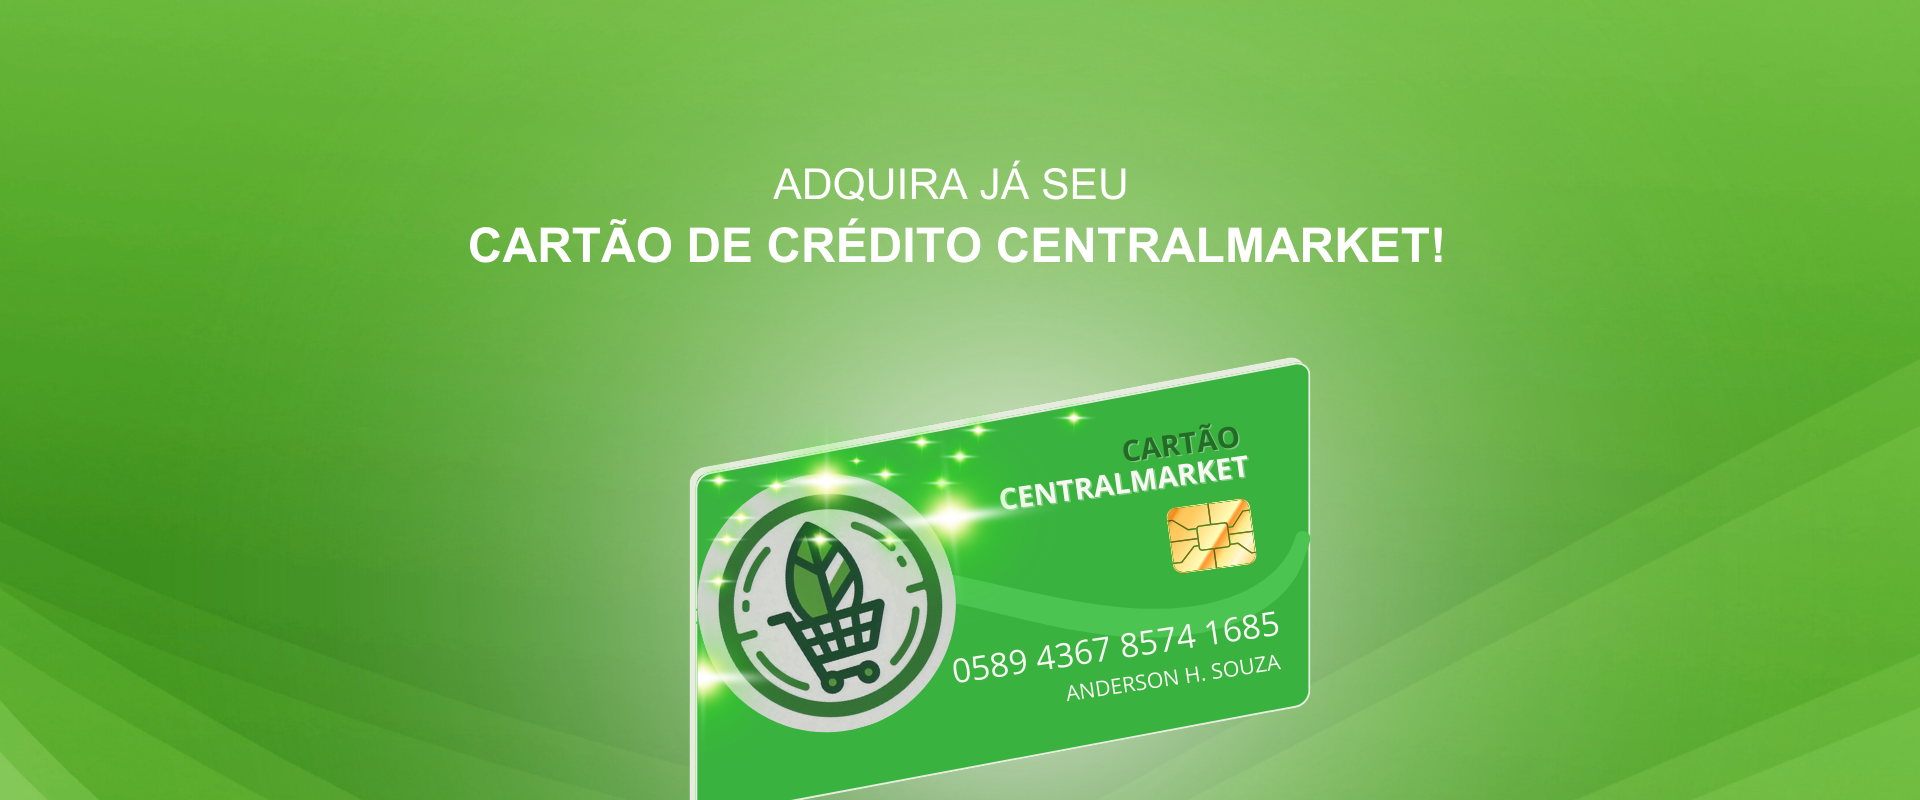 ADQUIRA JÁ SEU
CARTÃO DE CRÉDITO CENTRALMARKET!
CARTÃO
CENTRALMARKET
0589 4367 8574 1685
ANDERSON H. SOUZA